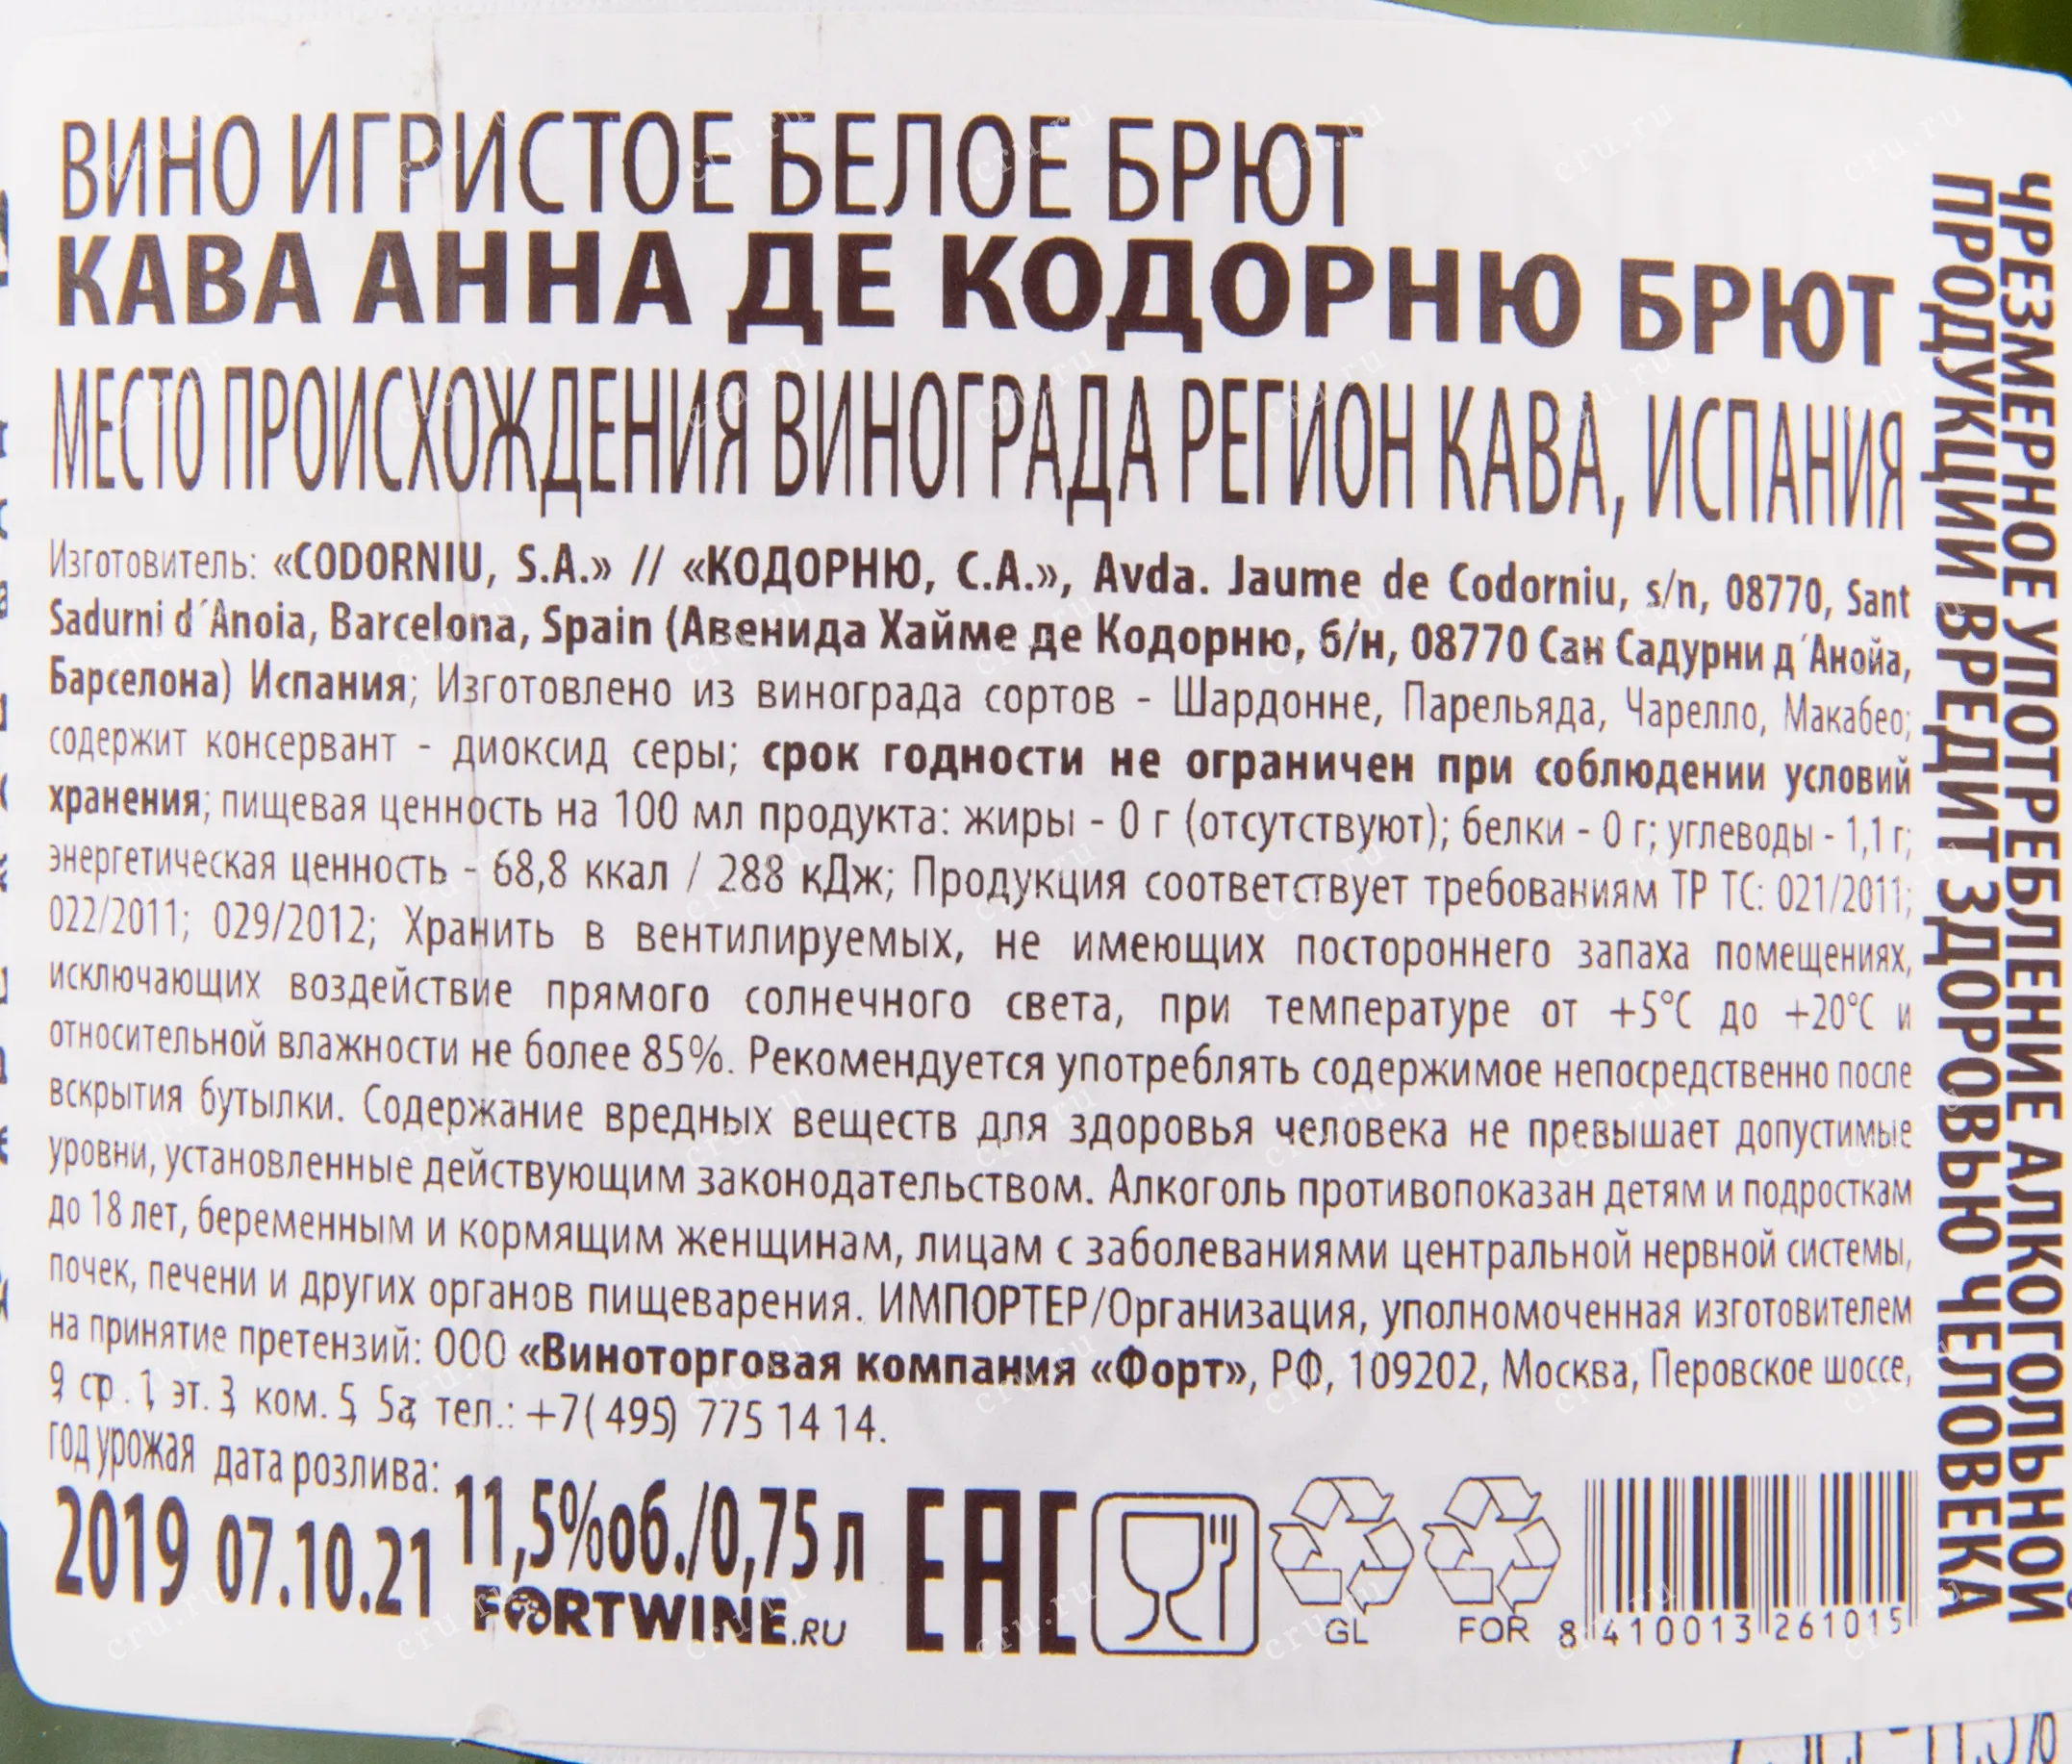 ВИНО ИГРИСТОЕ БЕЛОЕ БРЮТ
КАВА АННА ДЕ КОДОРНЮ БРЮТ
МЕСТО ПРОИСХОЖДЕНИЯ ВИНОГРАДА РЕГИОН КАВА, ИСПАНИЯ
Изготовитель: «CODORNIU, S.A.» // «КОДОРНЮ, С.А.», Avda. Jaume de Codorniu, s/n, 08770, Sant
Sadurni d´Anoia, Barcelona, Spain (Авенида Хайме де Кодорню, б/н, 08770 Сан Садурни д´Анойа,
Барселона) Испания; Изготовлено из винограда сортов - Шардонне, Парельяда, Чарелло, Макабео;
содержит консервант - диоксид серы; срок годности не ограничен при соблюдении условий
хранения; пищевая ценность на 100 мл продукта: жиры - 0 г (отсутствуют); белки - 0 г; углеводы - 1,1 г;
энергетическая ценность - 68,8 ккал / 288 кДж; Продукция соответствует требованиям ТР ТС: 021/2011;
022/2011; 029/2012; Хранить в вентилируемых, не имеющих постороннего запаха помещениях,
исключающих воздействие прямого солнечного света, при температуре от +5°C до +20°C и
относительной влажности не более 85%. Рекомендуется употреблять содержимое непосредственно после
вскрытия бутылки. Содержание вредных веществ для здоровья человека не превышает допустимые
уровни, установленные действующим законодательством. Алкоголь противопоказан детям и подросткам
до 18 лет, беременным и кормящим женщинам, лицам с заболеваниями центральной нервной системы,
почек, печени и других органов пищеварения. ИМПОРТЕР/Организация, уполномоченная изготовителем
на принятие претензий: ООО «Виноторговая компания «Форт», РФ, 109202, Москва, Перовское шоссе,
9 стр. 1, эт. 3, ком. 5, 5а, тел.: +7(495) 775 14 14.
год урожая дата розлива:
2019 07.10.21 11,5%об./0,75 л
FORTWINE.RU
EAC
GL FOR 8 410013 261015
ЧРЕЗМЕРНОЕ УПОТРЕБЛЕНИЕ АЛКОГОЛЬНОЙ
ПРОДУКЦИИ ВРЕДИТ ЗДОРОВЬЮ ЧЕЛОВЕКА
cru.ru